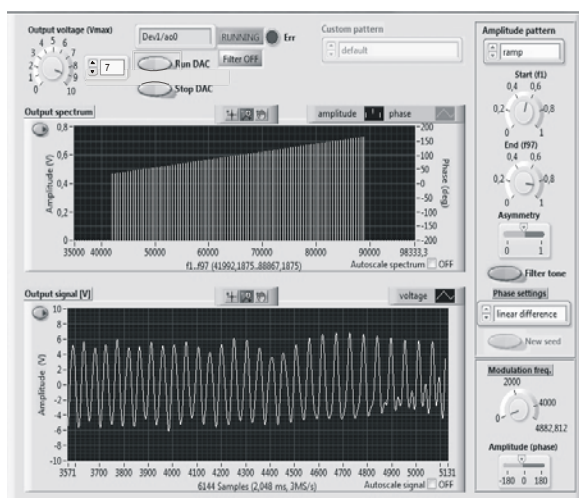 Output voltage (Vmax)
4 5 6
3 7
2 8
1 9
0 10
7
Dev1/ao0
RUNNING
Err
Run DAC
Filter OFF
Stop DAC
Custom pattern
default
Amplitude pattern
ramp
Start (f1)
0,4 0,6
0,2 0,8
0 1
End (f97)
0,4 0,6
0,2 0,8
0 1
Asymmetry
0 1
Filter tone
Phase settings
linear difference
New seed
Modulation freq.
2000
4000
0
4882,812
Amplitude (phase)
-180 0 180
Output spectrum
amplitude
phase
Amplitude (V)
0,8
0,6
0,4
0,2
0
Phase (deg)
200
150
100
50
0
-50
-100
-150
-200
35000 40000 50000 60000 70000 80000 90000 98333,3
f1..f97 (41992,1875..88867,1875)
Autoscale spectrum OFF
Output signal [V]
voltage
Amplitude (V)
10
8
6
4
2
0
-2
-4
-6
-8
-10
3571 3700 3800 3900 4000 4100 4200 4300 4400 4500 4600 4700 4800 4900 5000 5131
6144 Samples (2,048 ms, 3MS/s)
Autoscale signal OFF